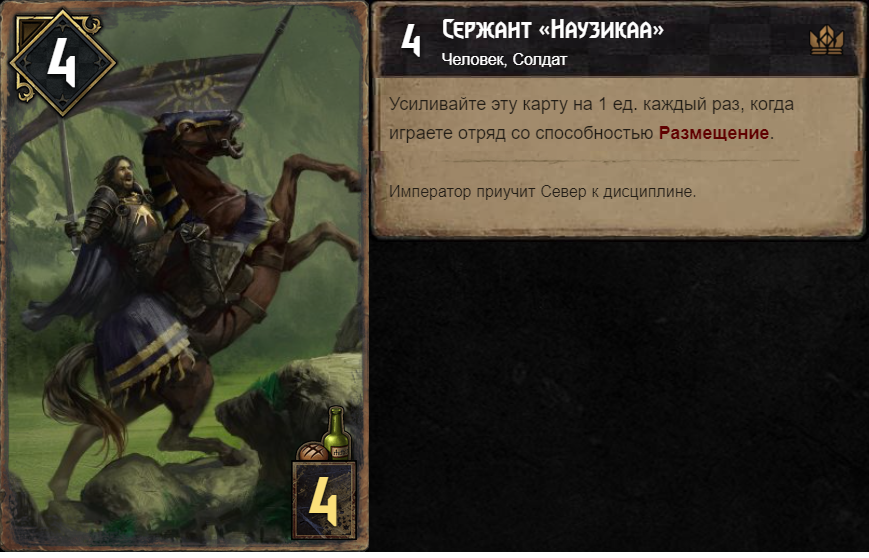 4
4
Сержант «Наузикаа»
Человек, Солдат
Усиливайте эту карту на 1 ед. каждый раз, когда
играете отряд со способностью Размещение.
Император приучит Север к дисциплине.
4